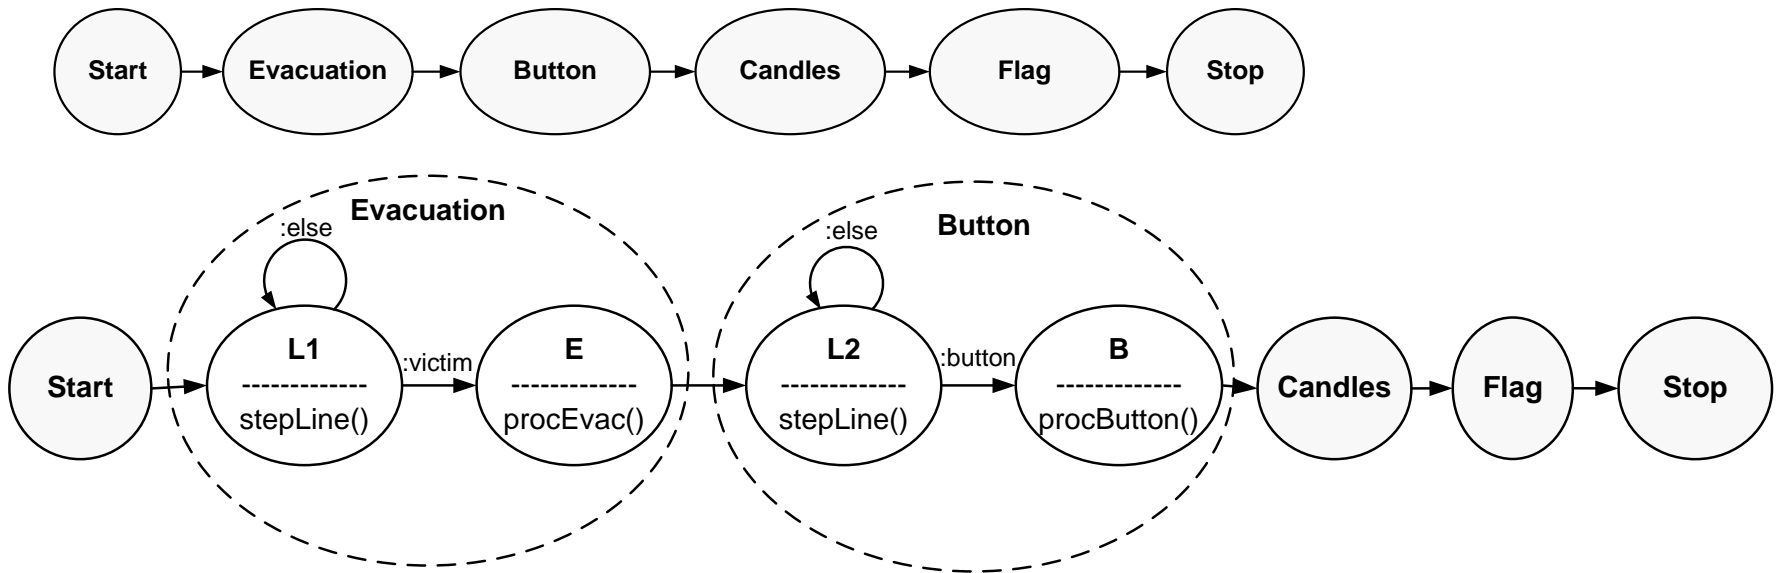 Start
Evacuation
Button
Candles
Flag
Stop
Evacuation
:else
Button
:else
Start
L1
-------------
stepLine()
:victim
E
-------------
procEvac()
L2
-------------
stepLine()
:button
B
-------------
procButton()
Candles
Flag
Stop